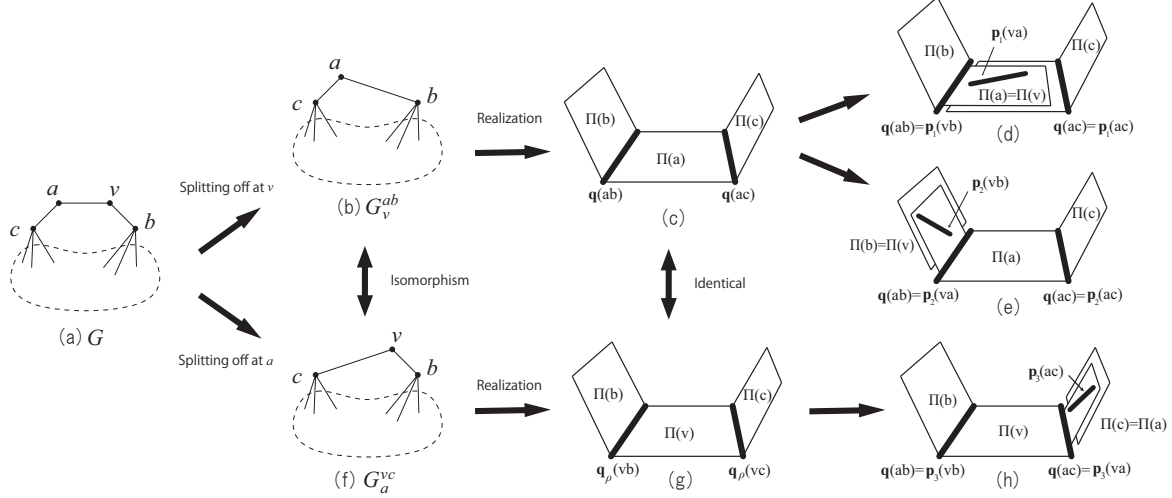 a
v
c
b
(a) G
Splitting off at v
Splitting off at a
a
c
b
(b) G_v^{ab}
Isomorphism
v
c
b
(f) G_a^{vc}
Realization
Realization
Π(b)
Π(c)
Π(a)
q(ab)
q(ac)
(c)
Identical
Π(b)
Π(c)
Π(v)
q_ρ(vb)
q_ρ(vc)
(g)
Π(b)
p_1(va)
Π(c)
Π(a)=Π(v)
q(ab)=p_1(vb)
q(ac)=p_1(ac)
(d)
p_2(vb)
Π(c)
Π(b)=Π(v)
Π(a)
q(ab)=p_2(va)
q(ac)=p_2(ac)
(e)
p_3(ac)
Π(b)
Π(v)
Π(c)=Π(a)
q(ab)=p_3(vb)
q(ac)=p_3(va)
(h)